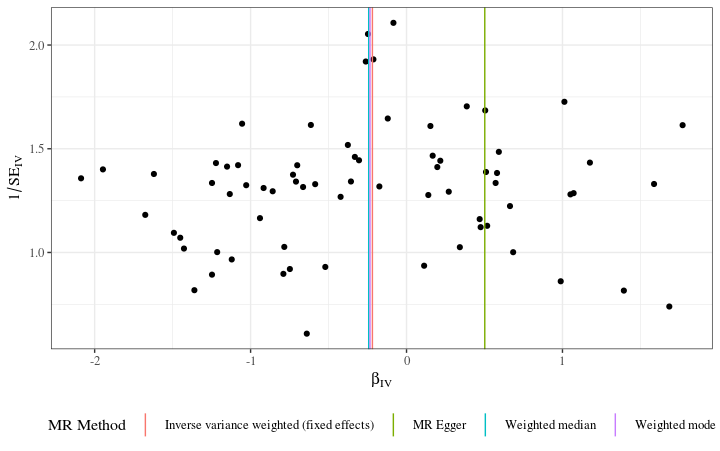 2.0
1.5
1.0
1/SE_IV
-2
-1
0
1
β_IV
MR Method
Inverse variance weighted (fixed effects)
MR Egger
Weighted median
Weighted mode